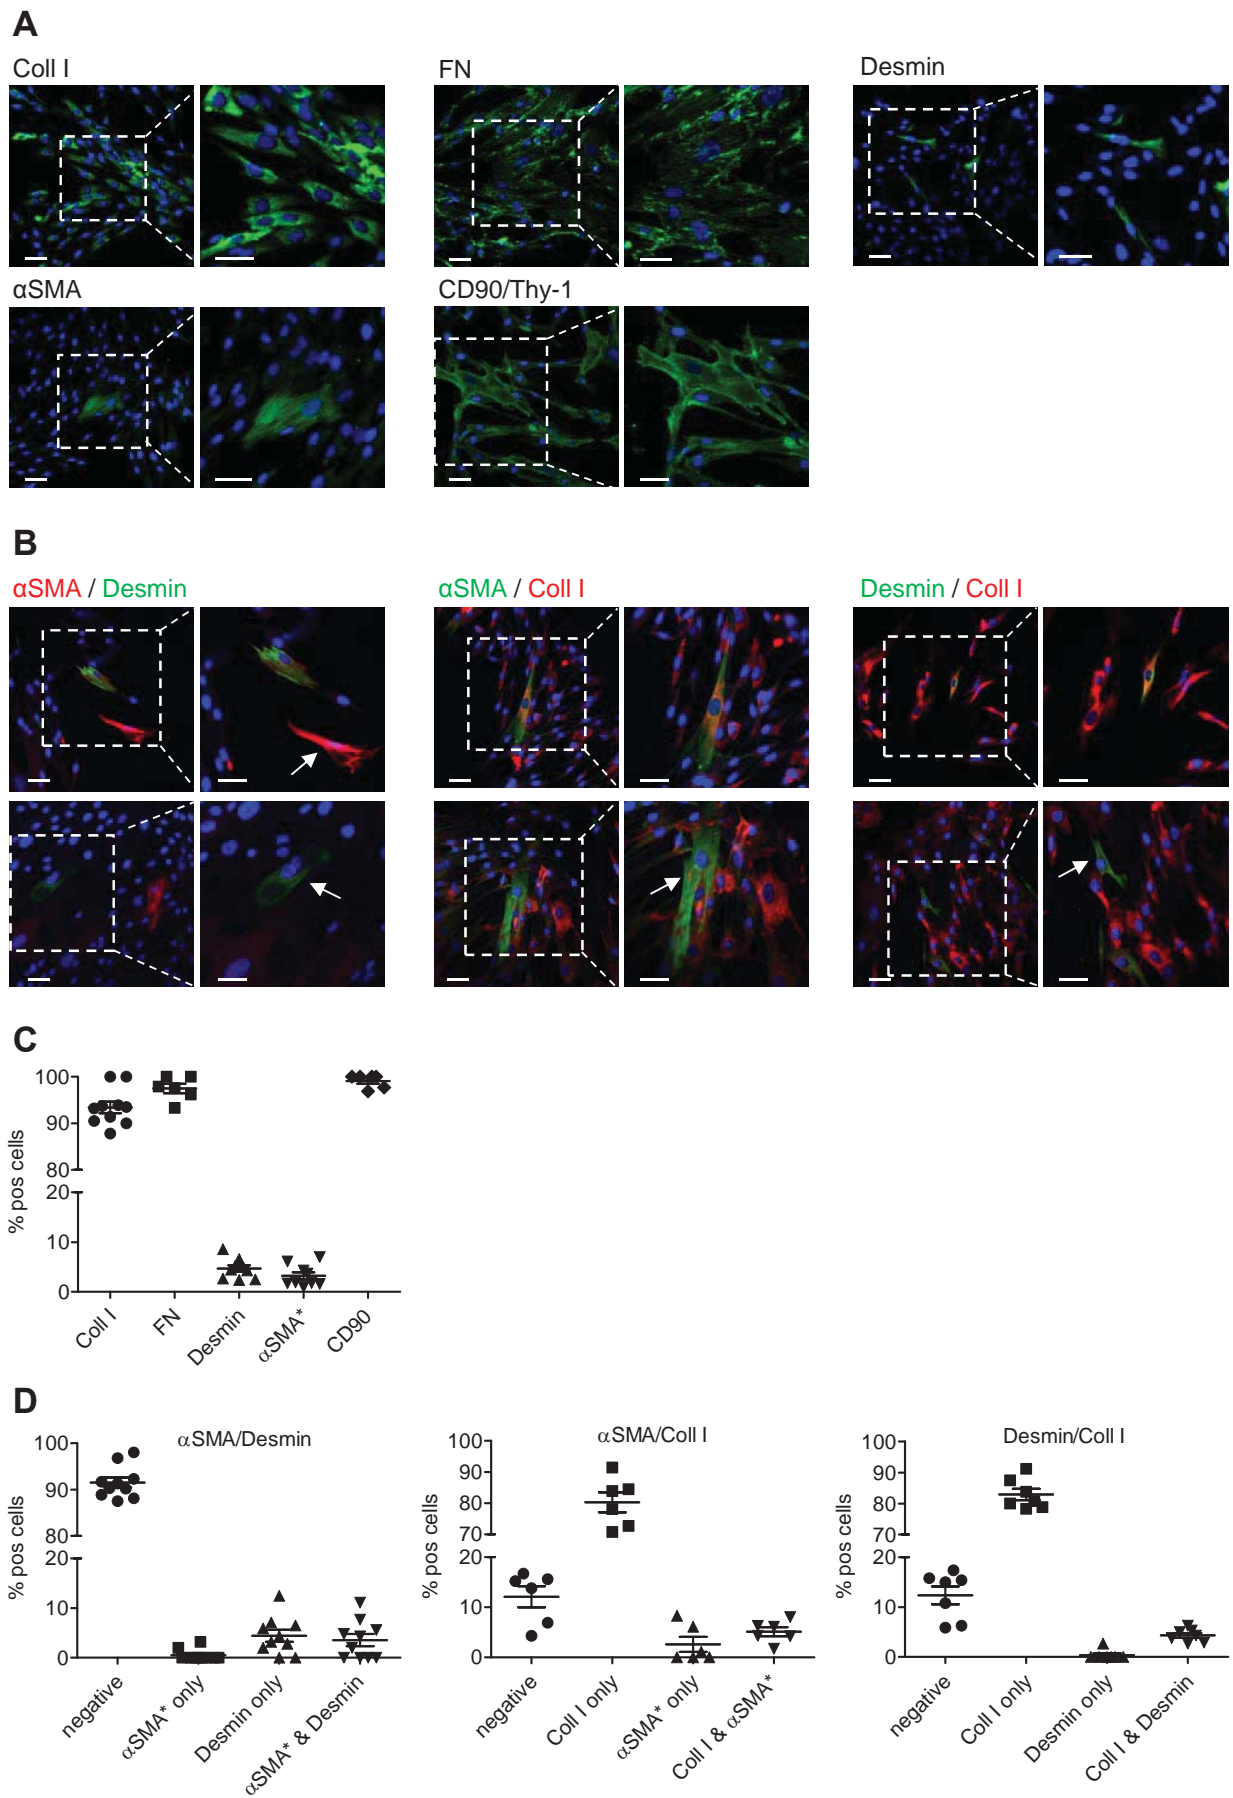 A
Coll I
FN
Desmin
αSMA
CD90/Thy-1
B
αSMA / Desmin
αSMA / Coll I
Desmin / Coll I
C
% pos cells
100
90
80
20
10
0
Coll I
FN
Desmin
αSMA*
CD90
D
αSMA/Desmin
% pos cells
100
90
80
20
10
0
negative
αSMA* only
Desmin only
αSMA* & Desmin
αSMA/Coll I
% pos cells
100
90
80
70
20
10
0
negative
Coll I only
αSMA* only
Coll I & αSMA*
Desmin/Coll I
% pos cells
100
90
80
70
20
10
0
negative
Coll I only
Desmin only
Coll I & Desmin